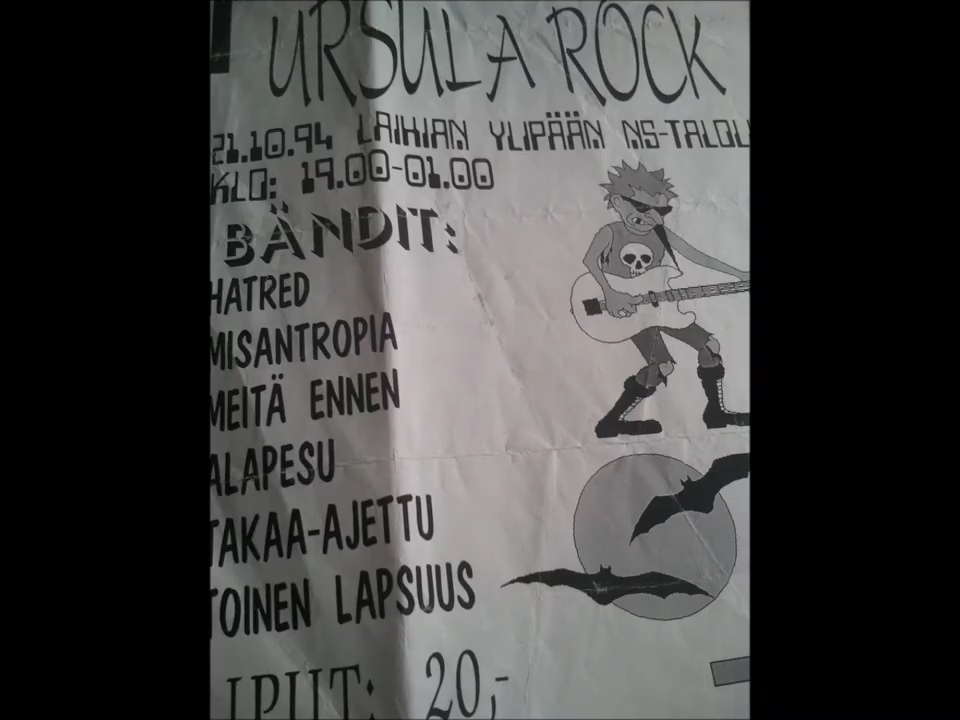 URSULA ROCK
21.10.94 LAIHIAN YLIPÄÄN NS-TALOL
KLO: 19.00-01.00
BÄNDIT:
HATRED
MISANTROPIA
MEITÄ ENNEN
ALAPESU
TAKAA-AJETTU
TOINEN LAPSUUS
LIPUT: 20,-